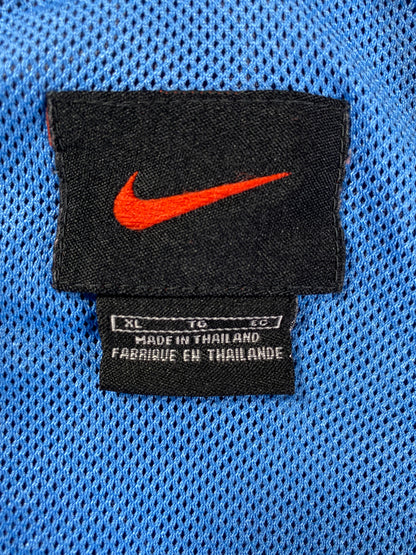 XL TG EG
MADE IN THAILAND
FABRIQUE EN THAILANDE